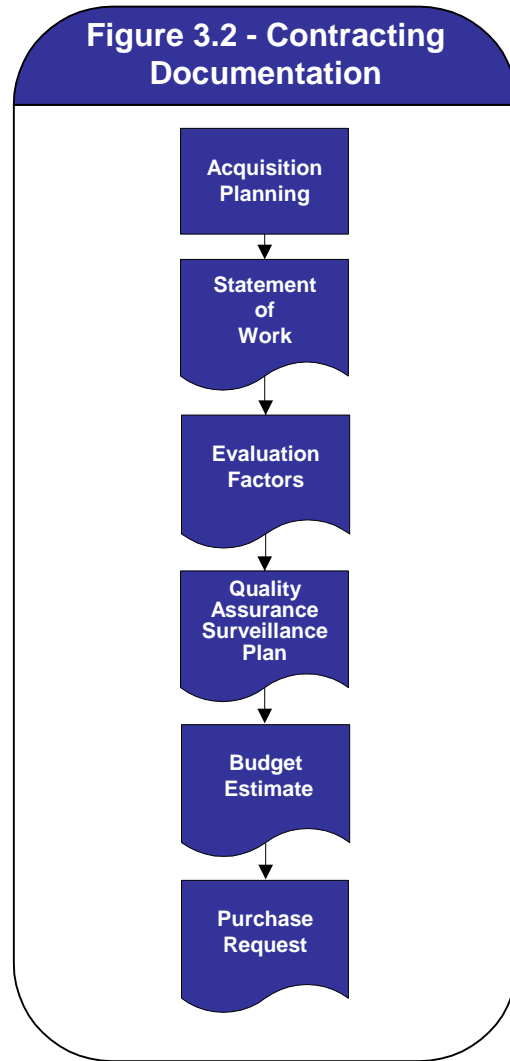 Figure 3.2 - Contracting
Documentation
Acquisition
Planning
Statement
of
Work
Evaluation
Factors
Quality
Assurance
Surveillance
Plan
Budget
Estimate
Purchase
Request